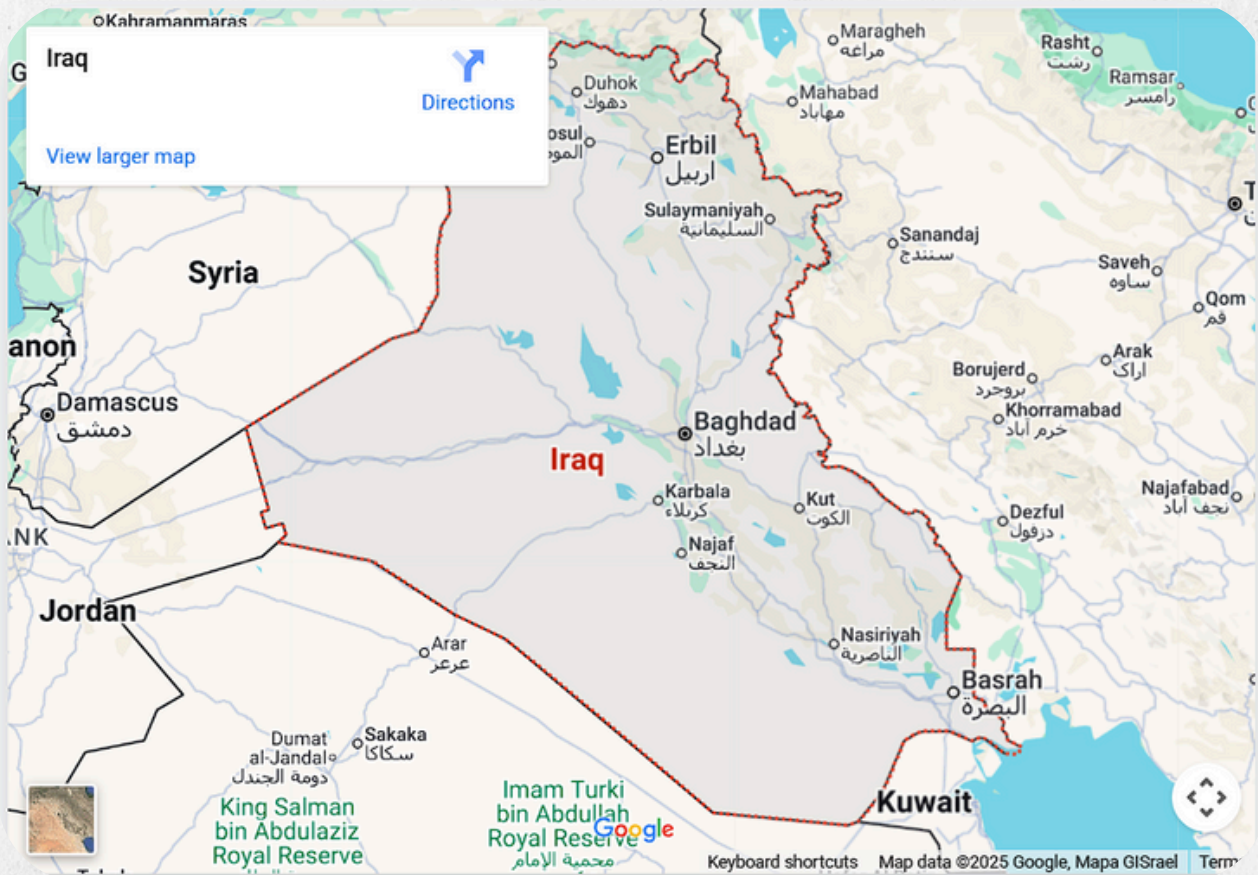 Kahramanmaras
Iraq
Directions
View larger map
Maragheh
مراغه
Rasht
رشت
Ramsar
رامسر
Duhok
دهوك
Mahabad
مهاباد
osul
Erbil
اربيل
Sulaymaniyah
السليمانية
Sanandaj
سنندج
Saveh
ساوه
Qom
قم
Syria
anon
Arak
اراک
Borujerd
بروجرد
Khorramabad
خرم آباد
Damascus
دمشق
Baghdad
بغداد
Iraq
Karbala
كربلاء
Kut
الكوت
Najafabad
نجف آباد
Dezful
دزفول
ANK
Najaf
النجف
Jordan
Nasiriyah
الناصرية
Arar
عرعر
Basrah
البصرة
Sakaka
سكاكا
Dumat
al-Jandal
دومة الجندل
King Salman
bin Abdulaziz
Royal Reserve
Imam Turki
bin Abdullah
Royal Reserve
محمية الإمام
Kuwait
Google
Keyboard shortcuts Map data ©2025 Google, Mapa GISrael Term